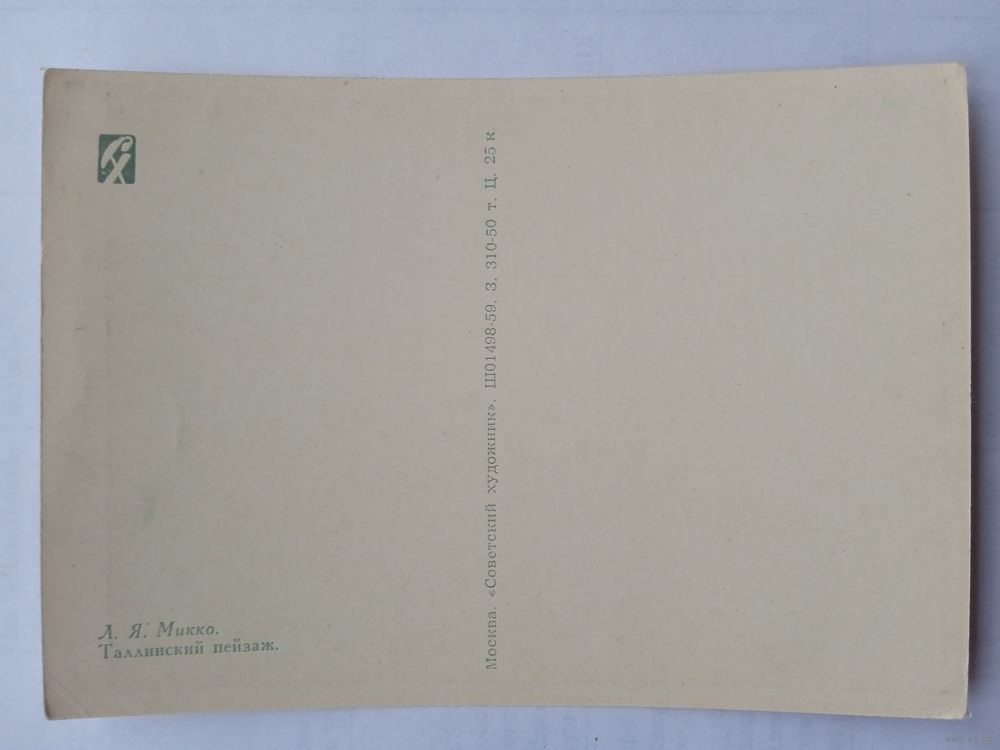 Л. Я. Микко.
Таллинский пейзаж.
Москва. «Советский художник». Ш01498-59. З. 310-50 т. Ц. 25 к.